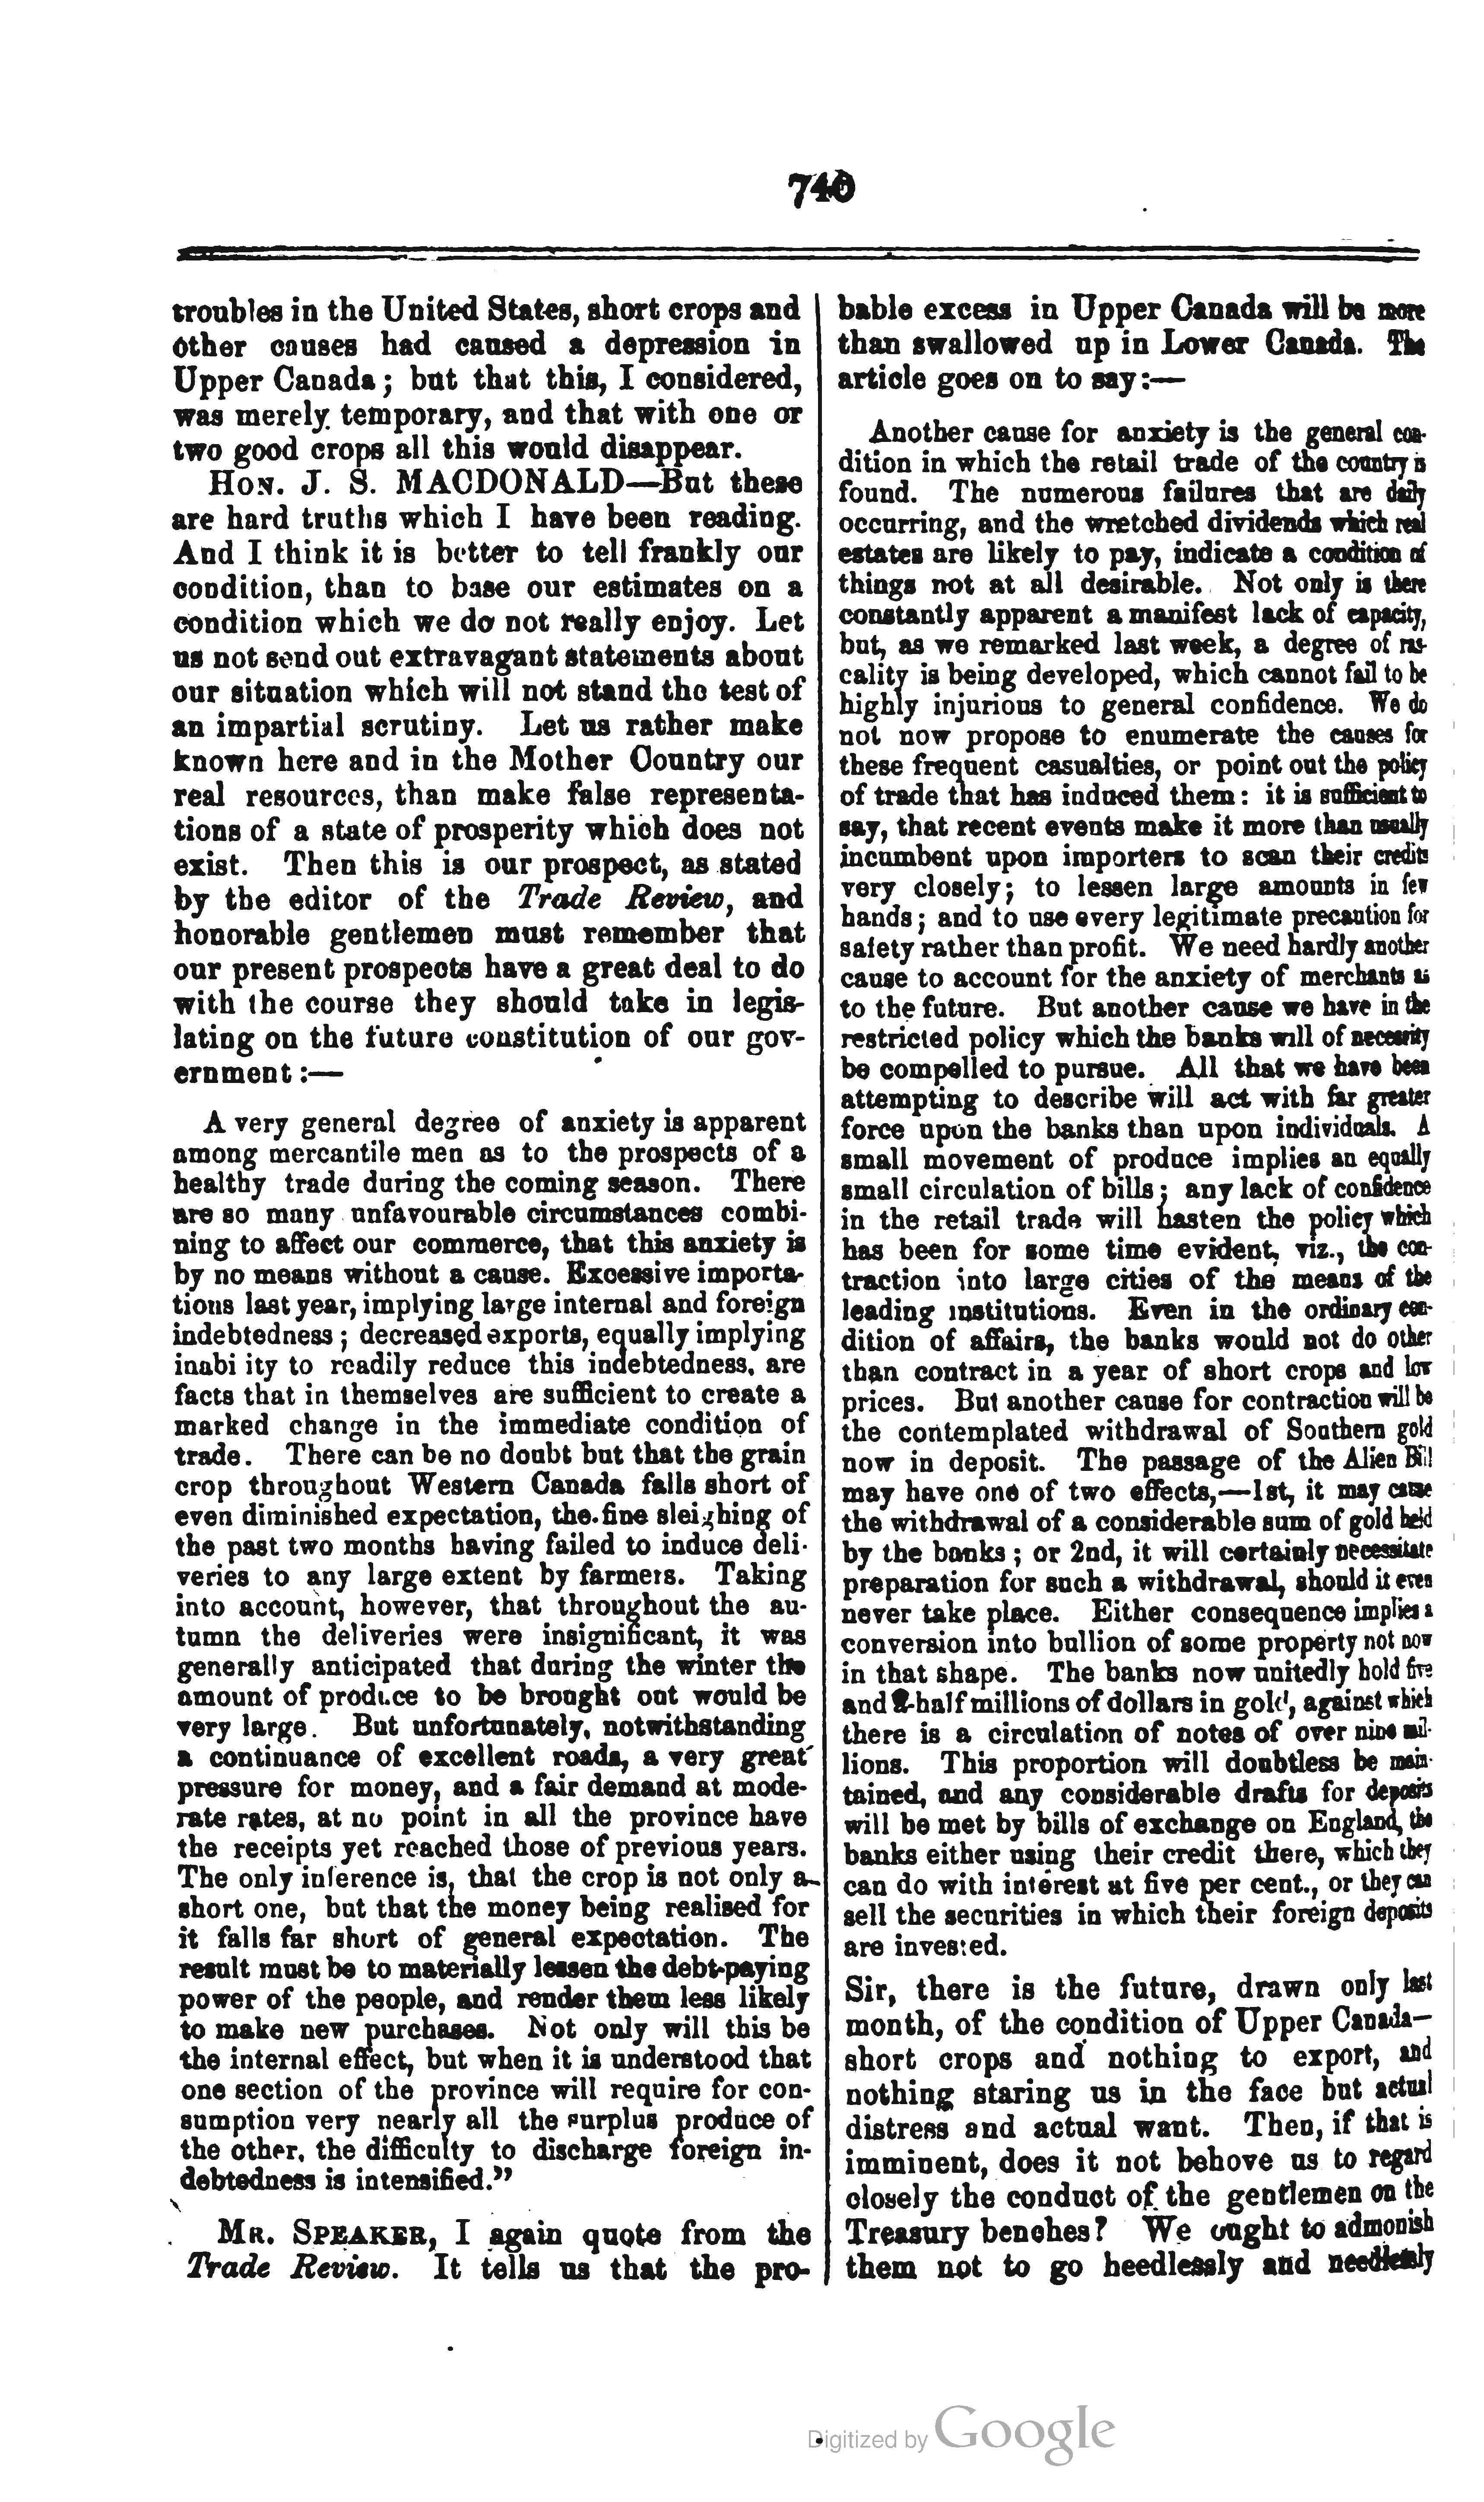 740
troubles in the United States, short crops and
other causes had caused a depression in
Upper Canada; but that this, I considered,
was merely temporary, and that with one or
two good crops all this would disappear.
HON. J. S. MACDONALD—But these
are hard truths which I have been reading.
And I think it is better to tell frankly our
condition, than to base our estimates on a
condition which we do not really enjoy. Let
us not send out extravagant statements about
our situation which will not stand the test of
an impartial scrutiny. Let us rather make
known here and in the Mother Country our
real resources, than make false representa-
tions of a state of prosperity which does not
exist. Then this is our prospect, as stated
by the editor of the Trade Review, and
honorable gentlemen must remember that
our present prospects have a great deal to do
with the course they should take in legis-
lating on the future constitution of our gov-
ernment:—
A very general degree of anxiety is apparent
among mercantile men as to the prospects of a
healthy trade during the coming season. There
are so many unfavourable circumstances combi-
ning to affect our commerce, that this anxiety is
by no means without a cause. Excessive importa-
tions last year, implying large internal and foreign
indebtedness; decreased exports, equally implying
inabi ity to readily reduce this indebtedness, are
facts that in themselves are sufficient to create a
marked change in the immediate condition of
trade. There can be no doubt but that the grain
crop throughout Western Canada falls short of
even diminished expectation, the fine sleighing of
the past two months having failed to induce deli-
veries to any large extent by farmers. Taking
into account, however, that throughout the au-
tumn the deliveries were insignificant, it was
generally anticipated that during the winter the
amount of produce to be brought out would be
very large. But unfortunately, notwithstanding
a continuance of excellent roads, a very great
pressure for money, and a fair demand at mode-
rate rates, at no point in all the province have
the receipts yet reached those of previous years.
The only inference is, that the crop is not only a
short one, but that the money being realised for
it falls far short of general expectation. The
result must be to materially lessen the debt-paying
power of the people, and render them less likely
to make new purchases. Not only will this be
the internal effect, but when it is understood that
one section of the province will require for con-
sumption very nearly all the surplus produce of
the other, the difficulty to discharge foreign in-
debtedness is intensified."
MR. SPEAKER, I again quote from the
Trade Review. It tells us that the pro-
bable excess in Upper Canada will be more
than swallowed up in Lower Canada. The
article goes on to say:—
Another cause for anxiety is the general con-
dition in which the retail trade of the country is
found. The numerous failures that are daily
occurring, and the wretched dividends which real
estates are likely to pay, indicate a condition of
things not at all desirable. Not only is there
constantly apparent a manifest lack of capacity,
but, as we remarked last week, a degree of ras-
cality is being developed, which cannot fail to be
highly injurious to general confidence. We do
not now propose to enumerate the causes for
these frequent casualties, or point out the policy
of trade that has induced them: it is sufficient to
say, that recent events make it more than usually
incumbent upon importers to scan their credits
very closely; to lessen large amounts in few
hands; and to use every legitimate precaution for
safety rather than profit. We need hardly another
cause to account for the anxiety of merchants as
to the future. But another cause we have in the
restricted policy which the banks will of necessity
be compelled to pursue. All that we have been
attempting to describe will act with far greater
force upon the banks than upon individuals. A
small movement of produce implies an equally
small circulation of bills; any lack of confidence
in the retail trade will hasten the policy which
has been for some time evident, viz., the con-
traction into large cities of the means of the
leading institutions. Even in the ordinary con-
dition of affairs, the banks would not do other
than contract in a year of short crops and low
prices. But another cause for contraction will be
the contemplated withdrawal of Southern gold
now in deposit. The passage of the Alien Bill
may have one of two effects,—1st, it may cause
the withdrawal of a considerable sum of gold held
by the banks; or 2nd, it will certainly necessitate
preparation for such a withdrawal, should it even
never take place. Either consequence implies a
conversion into bullion of some property not now
in that shape. The banks now unitedly hold five
and a-half millions of dollars in gold, against which
there is a circulation of notes of over nine mil-
lions. This proportion will doubtless be main-
tained, and any considerable drafts for deposits
will be met by bills of exchange on England, the
banks either using their credit there, which they
can do with interest at five per cent., or they can
sell the securities in which their foreign deposits
are invested.
Sir, there is the future, drawn only last
month, of the condition of Upper Canada—
short crops and nothing to export, and
nothing staring us in the face but actual
distress and actual want. Then, if that is
imminent, does it not behove us to regard
closely the conduct of the gentlemen on the
Treasury benches? We ought to admonish
them not to go heedlessly and needlessly
Digitized by Google